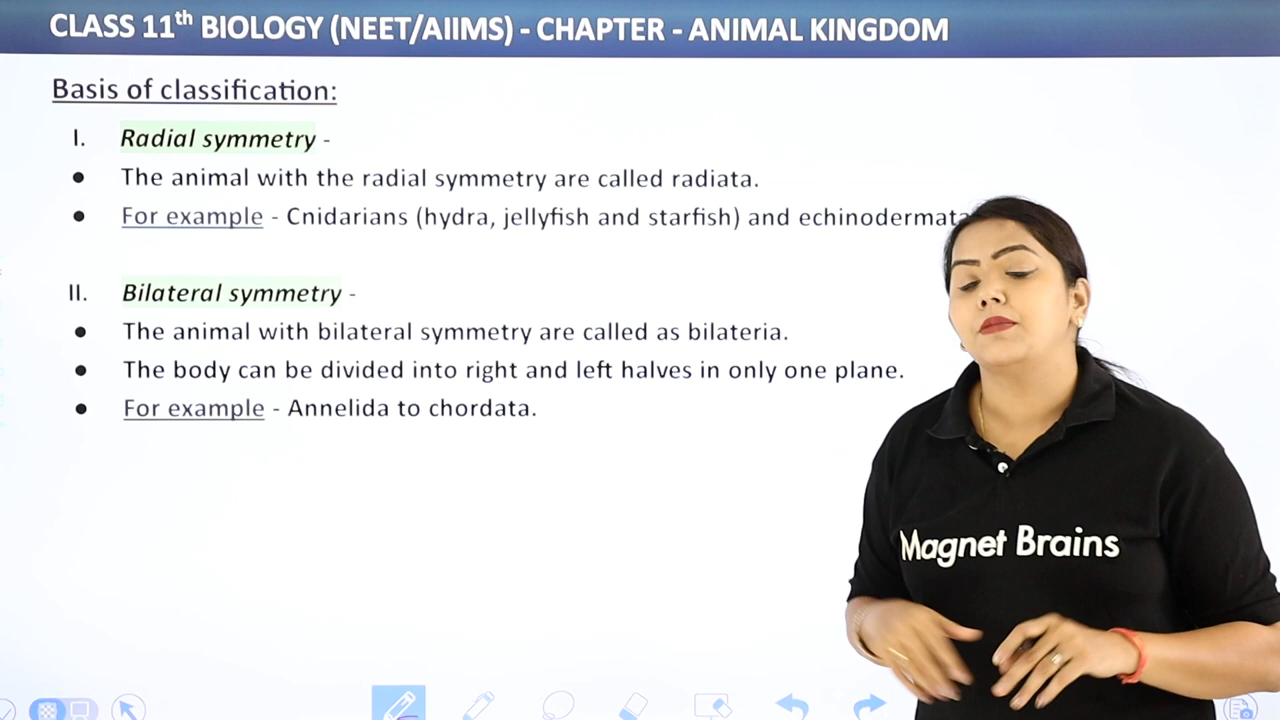 CLASS 11th BIOLOGY (NEET/AIIMS) - CHAPTER - ANIMAL KINGDOM
Basis of classification:
I. Radial symmetry -
● The animal with the radial symmetry are called radiata.
● For example - Cnidarians (hydra, jellyfish and starfish) and echinodermata
II. Bilateral symmetry -
● The animal with bilateral symmetry are called as bilateria.
● The body can be divided into right and left halves in only one plane.
● For example - Annelida to chordata.
Magnet Brains